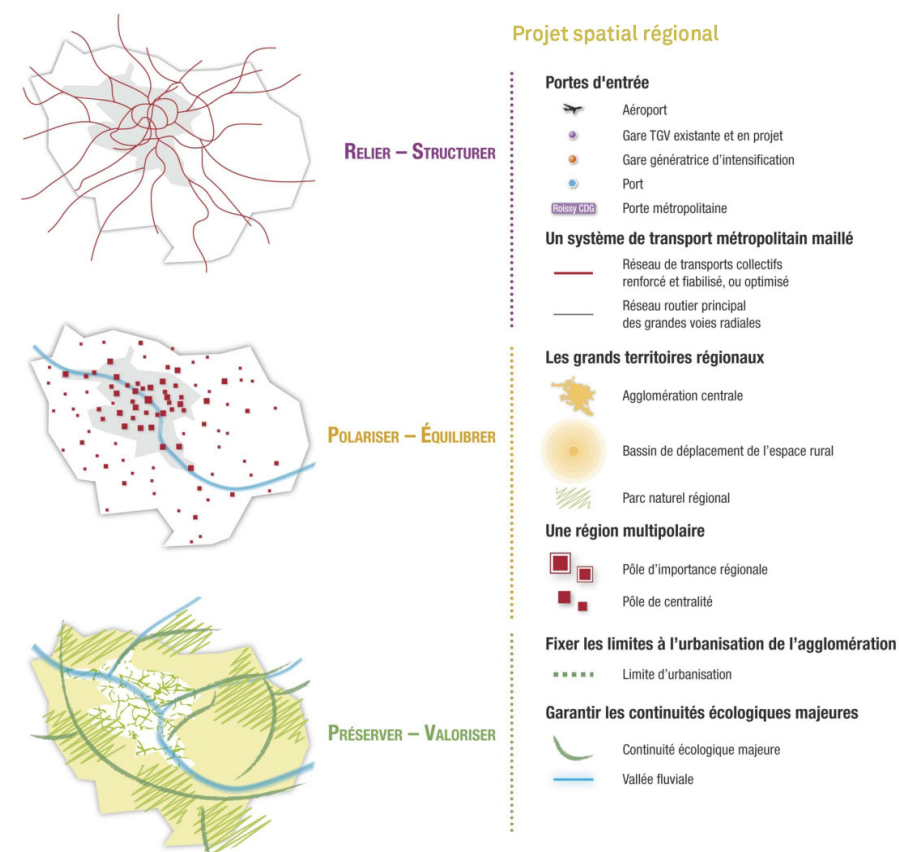 Projet spatial régional
RELIER – STRUCTURER
Portes d'entrée
Aéroport
Gare TGV existante et en projet
Gare génératrice d'intensification
Port
Roissy CDG
Porte métropolitaine
Un système de transport métropolitain maillé
Réseau de transports collectifs
renforcé et fiabilisé, ou optimisé
Réseau routier principal
des grandes voies radiales
POLARISER – ÉQUILIBRER
Les grands territoires régionaux
Agglomération centrale
Bassin de déplacement de l'espace rural
Parc naturel régional
Une région multipolaire
Pôle d'importance régionale
Pôle de centralité
PRÉSERVER – VALORISER
Fixer les limites à l'urbanisation de l'agglomération
Limite d'urbanisation
Garantir les continuités écologiques majeures
Continuité écologique majeure
Vallée fluviale